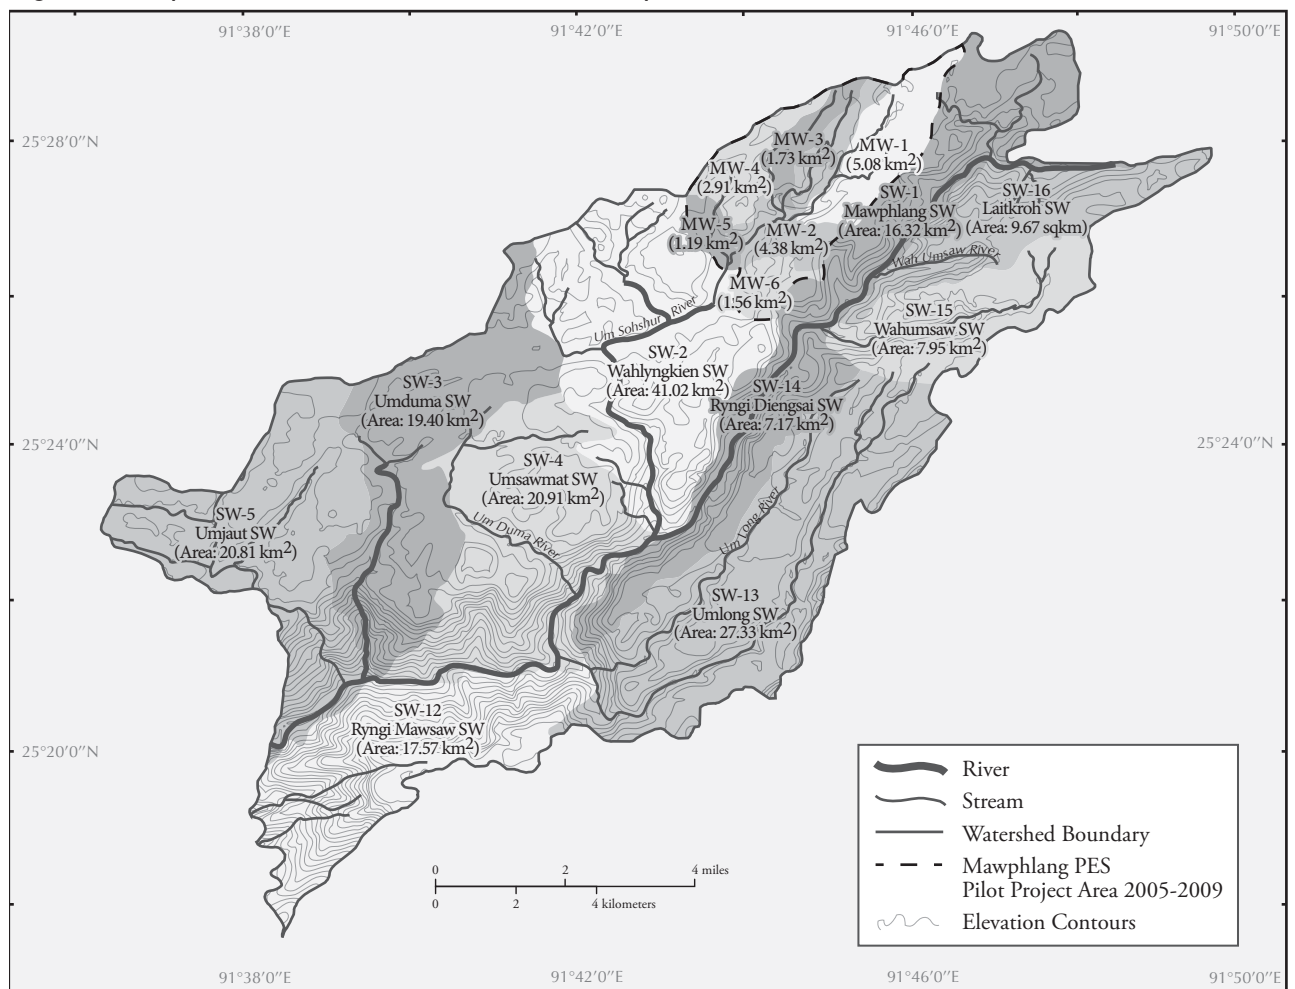 91°38'0"E
91°42'0"E
91°46'0"E
91°50'0"E
25°28'0"N
MW-3
(1.73 km²)
MW-1
(5.08 km²)
MW-4
(2.91 km²)
SW-1
Mawphlang SW
(Area: 16.32 km²)
SW-16
Laitkroh SW
(Area: 9.67 sqkm)
MW-5
(1.19 km²)
MW-2
(4.38 km²)
Wah Umsaw River
MW-6
(1.56 km²)
Um Sohshur River
SW-15
Wahumsaw SW
(Area: 7.95 km²)
SW-2
Wahlyngkien SW
(Area: 41.02 km²)
SW-3
Umduma SW
(Area: 19.40 km²)
SW-14
Ryngi Diengsai SW
(Area: 7.17 km²)
25°24'0"N
25°24'0"N
SW-4
Umsawmat SW
(Area: 20.91 km²)
SW-5
Umjaut SW
(Area: 20.81 km²)
Um Duma River
Um Long River
SW-13
Umlong SW
(Area: 27.33 km²)
SW-12
Ryngi Mawsaw SW
(Area: 17.57 km²)
25°20'0"N
River
Stream
Watershed Boundary
Mawphlang PES
Pilot Project Area 2005-2009
Elevation Contours
0 2 4 miles
0 2 4 kilometers
91°38'0"E
91°42'0"E
91°46'0"E
91°50'0"E